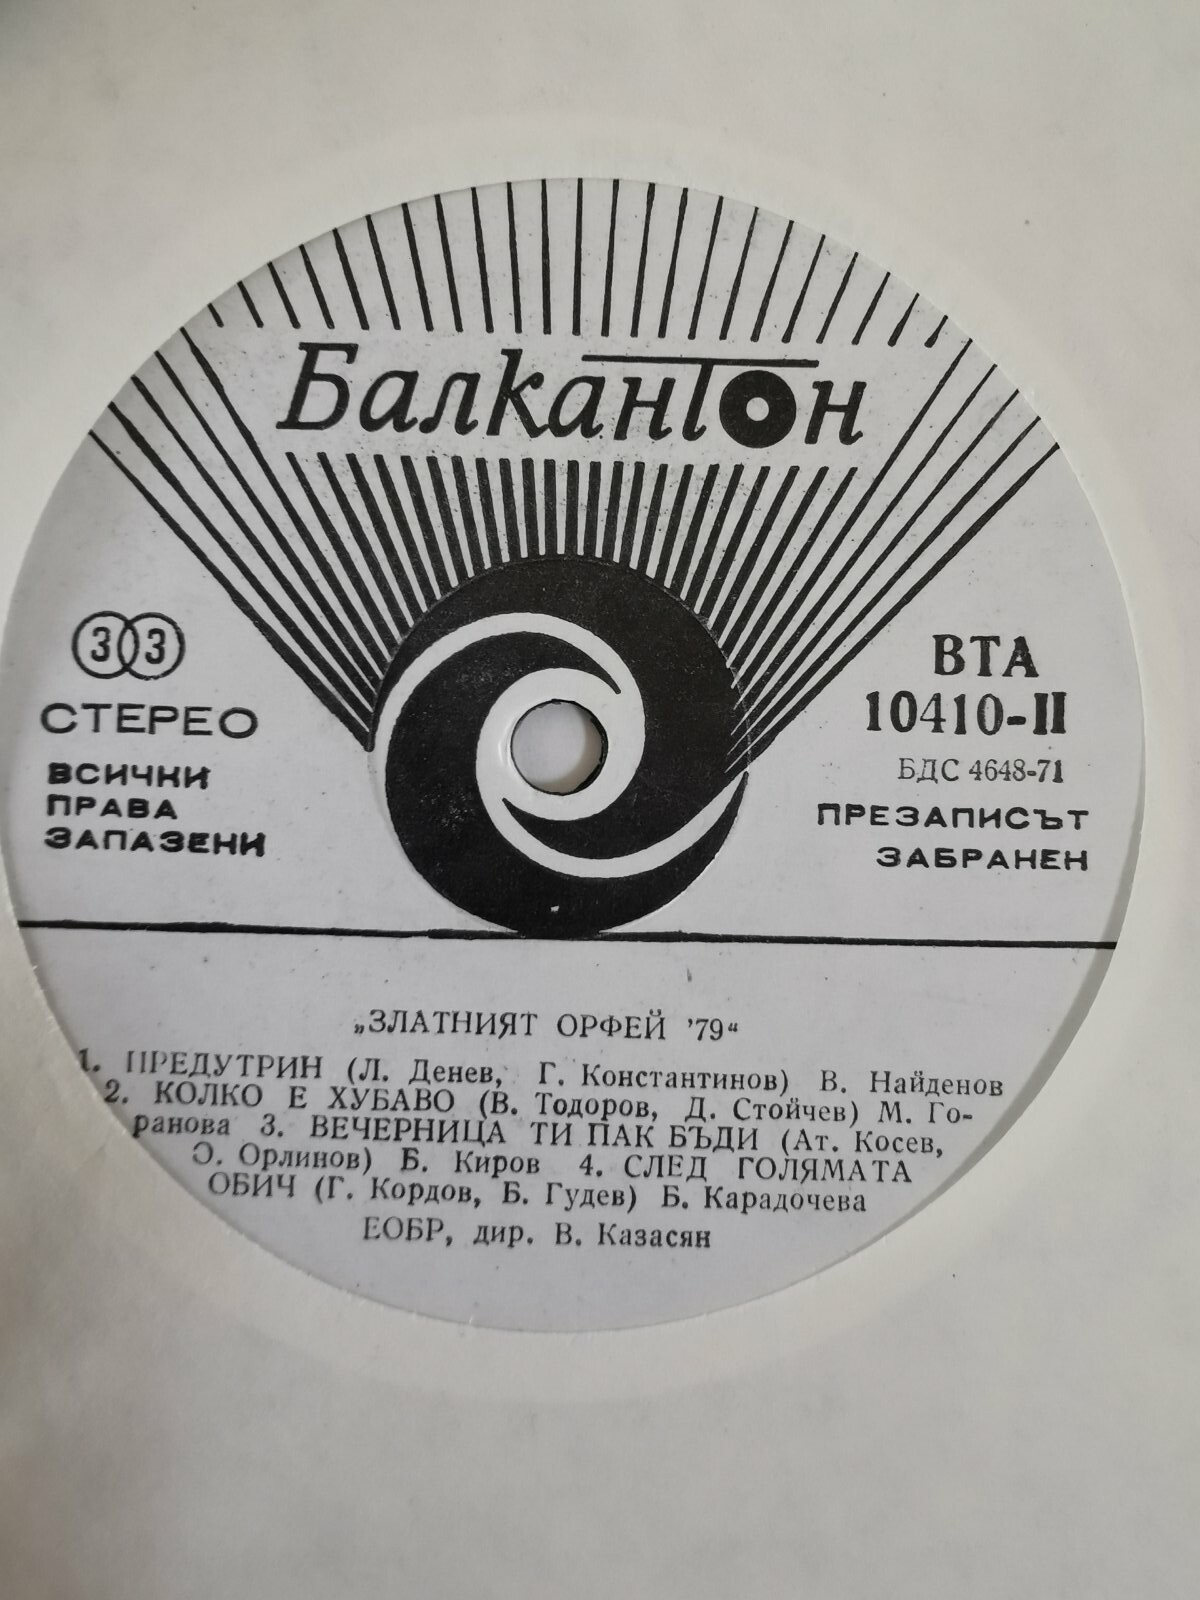 Балкантон
33
СТЕРЕО
ВСИЧКИ
ПРАВА
ЗАПАЗЕНИ
ВТА
10410-II
БДС 4648-71
ПРЕЗАПИСЪТ
ЗАБРАНЕН
„ЗЛАТНИЯТ ОРФЕЙ '79“
1. ПРЕДУТРИН (Л. Денев, Г. Константинов) В. Найденов
2. КОЛКО Е ХУБАВО (В. Тодоров, Д. Стойчев) М. Го-
ранова 3. ВЕЧЕРНИЦА ТИ ПАК БЪДИ (Ат. Косев,
Э. Орлинов) Б. Киров 4. СЛЕД ГОЛЯМАТА
ОБИЧ (Г. Кордов, Б. Гудев) Б. Карадочева
ЕОБР, дир. В. Казасян